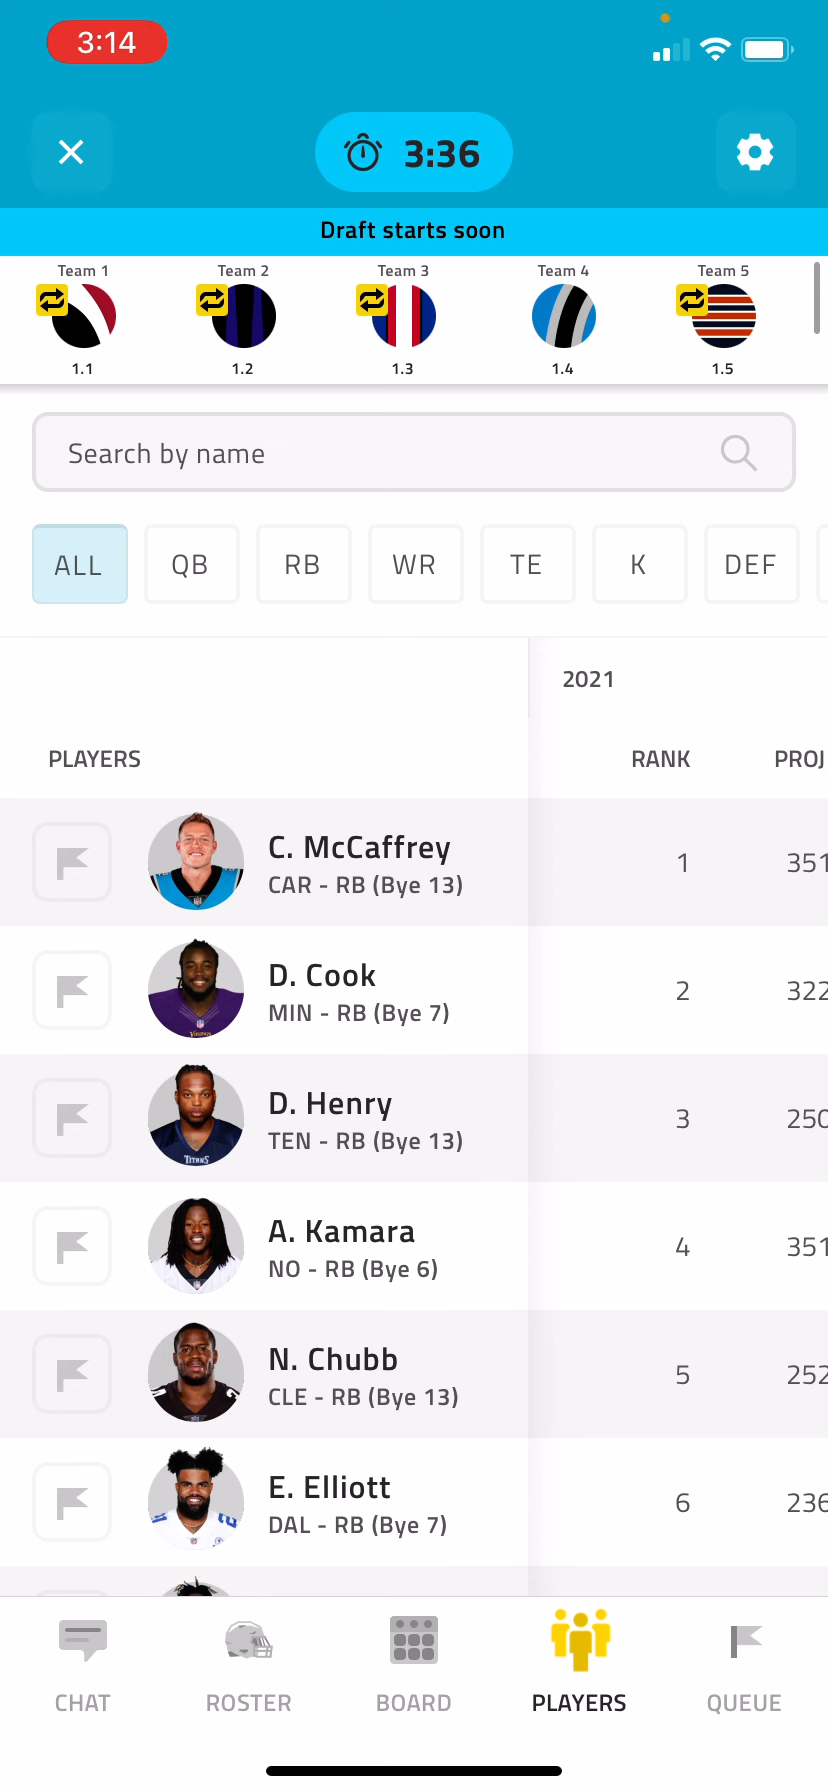 3:14
3:36
Draft starts soon
Team 1 Team 2 Team 3 Team 4 Team 5
1.1 1.2 1.3 1.4 1.5
Search by name
ALL QB RB WR TE K DEF
2021
PLAYERS RANK PROJ
C. McCaffrey
CAR - RB (Bye 13)
1 351
D. Cook
MIN - RB (Bye 7)
2 322
D. Henry
TEN - RB (Bye 13)
3 250
A. Kamara
NO - RB (Bye 6)
4 351
N. Chubb
CLE - RB (Bye 13)
5 252
E. Elliott
DAL - RB (Bye 7)
6 236
CHAT ROSTER BOARD PLAYERS QUEUE